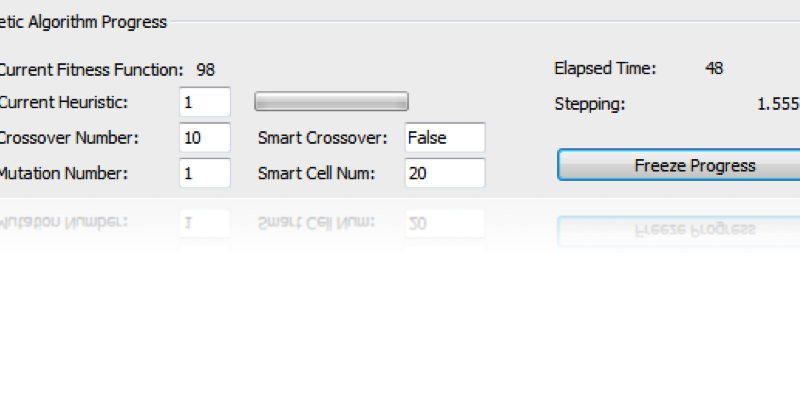 etic Algorithm Progress
Current Fitness Function: 98
Elapsed Time: 48
Current Heuristic: 1
Stepping: 1.555
Crossover Number: 10 Smart Crossover: False
Mutation Number: 1 Smart Cell Num: 20
Freeze Progress